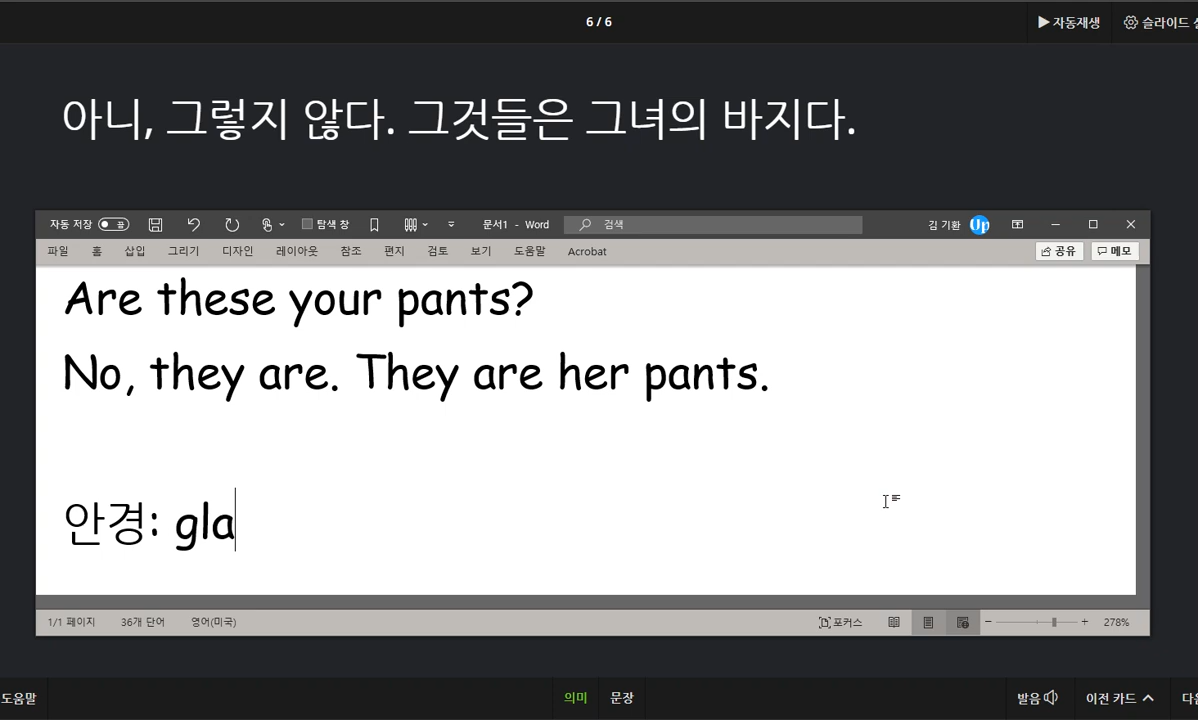 6 / 6
자동재생
슬라이드
아니, 그렇지 않다. 그것들은 그녀의 바지다.
자동 저장 끔 탐색 창 문서1 - Word 검색 김 기환 Up
파일 홈 삽입 그리기 디자인 레이아웃 참조 편지 검토 보기 도움말 Acrobat 공유 메모
Are these your pants?
No, they are. They are her pants.
안경: gla
1/1 페이지 36개 단어 영어(미국) 포커스 278%
도움말 의미 문장 발음 이전 카드